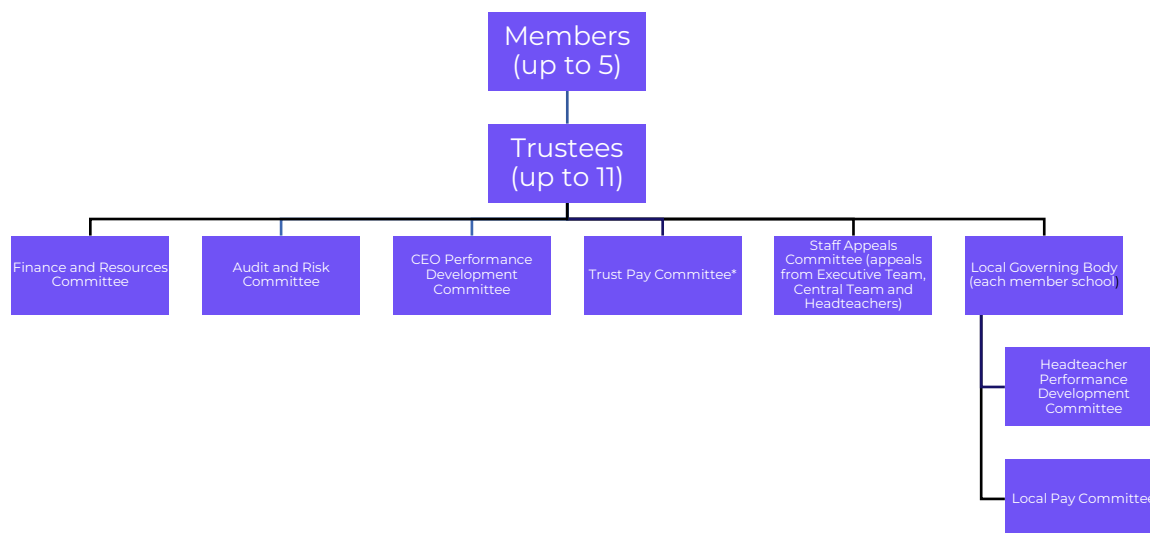 Members
(up to 5)
Trustees
(up to 11)
Finance and Resources
Committee
Audit and Risk
Committee
CEO Performance
Development
Committee
Trust Pay Committee*
Staff Appeals
Committee (appeals
from Executive Team,
Central Team and
Headteachers)
Local Governing Body
(each member school)
Headteacher
Performance
Development
Committee
Local Pay Committee